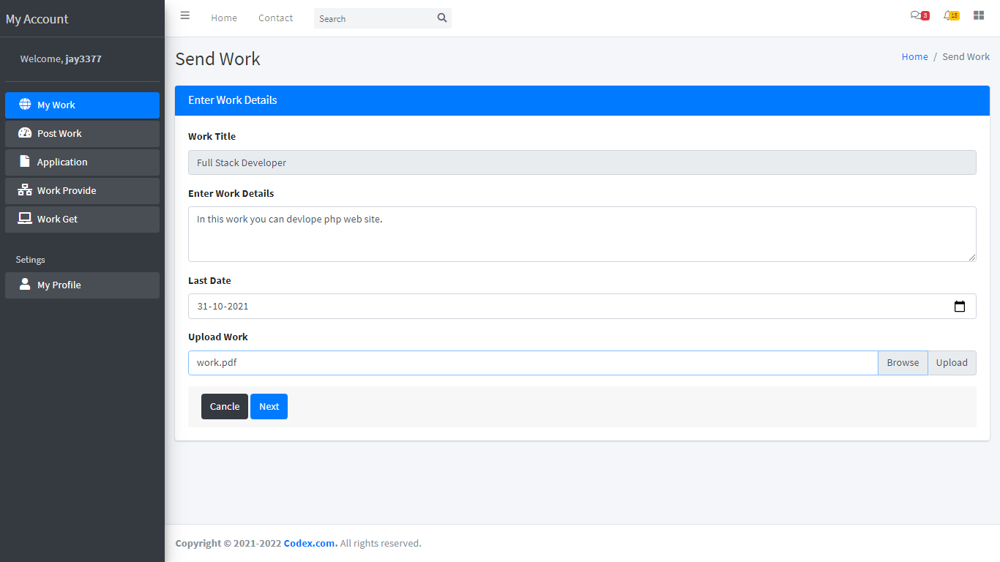 My Account
Home Contact Search 3 15
Welcome, jay3377
My Work
Post Work
Application
Work Provide
Work Get
Setings
My Profile
Send Work
Home / Send Work
Enter Work Details
Work Title
Full Stack Developer
Enter Work Details
In this work you can devlope php web site.
Last Date
31-10-2021
Upload Work
work.pdf Browse Upload
Cancle Next
Copyright © 2021-2022 Codex.com. All rights reserved.